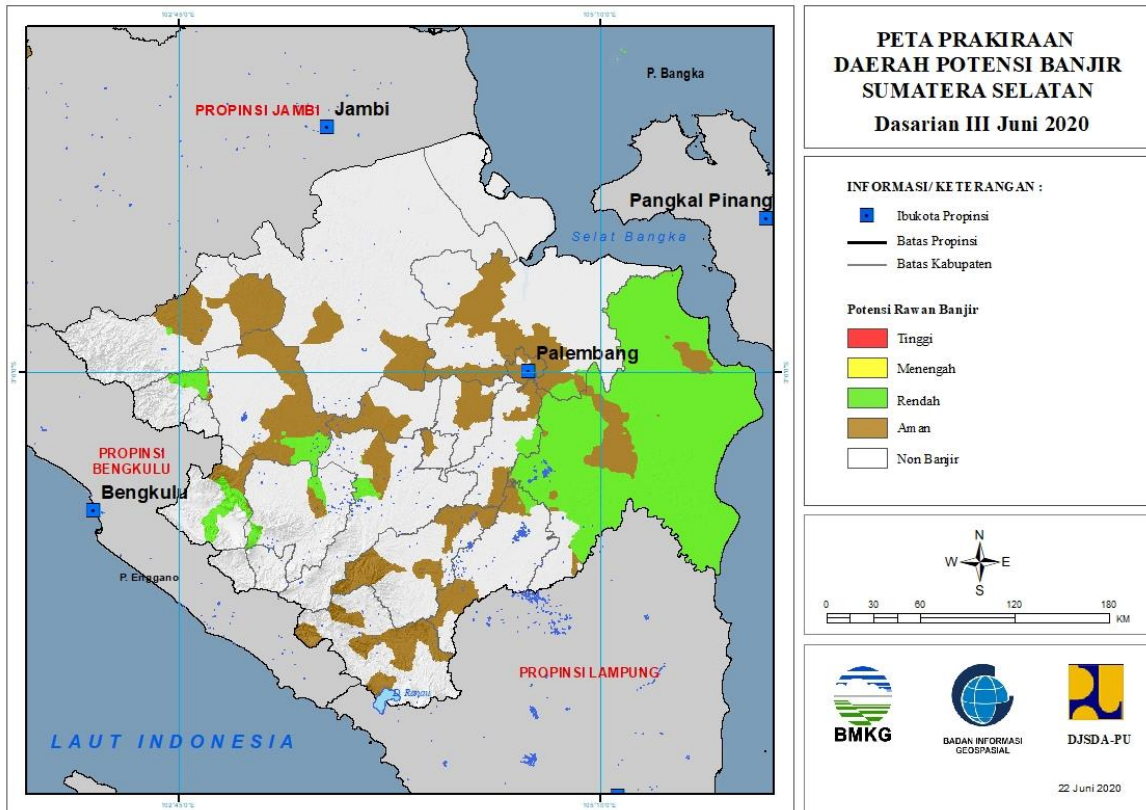 PETA PRAKIRAAN
DAERAH POTENSI BANJIR
SUMATERA SELATAN
Dasarian III Juni 2020
INFORMASI/ KETERANGAN :
Ibukota Propinsi
Batas Propinsi
Batas Kabupaten
Potensi Rawan Banjir
Tinggi
Menengah
Rendah
Aman
Non Banjir
N
W E
S
0 30 60 120 180
KM
BMKG
BADAN INFORMASI
GEOSPASIAL
DJSDA-PU
22 Juni 2020
P. Bangka
PROPINSI JAMBI
Jambi
Pangkal Pinang
Selat Bangka
Palembang
PROPINSI
BENGKULU
Bengkulu
P. Enggano
PROPINSI LAMPUNG
D. Ranau
LAUT INDONESIA